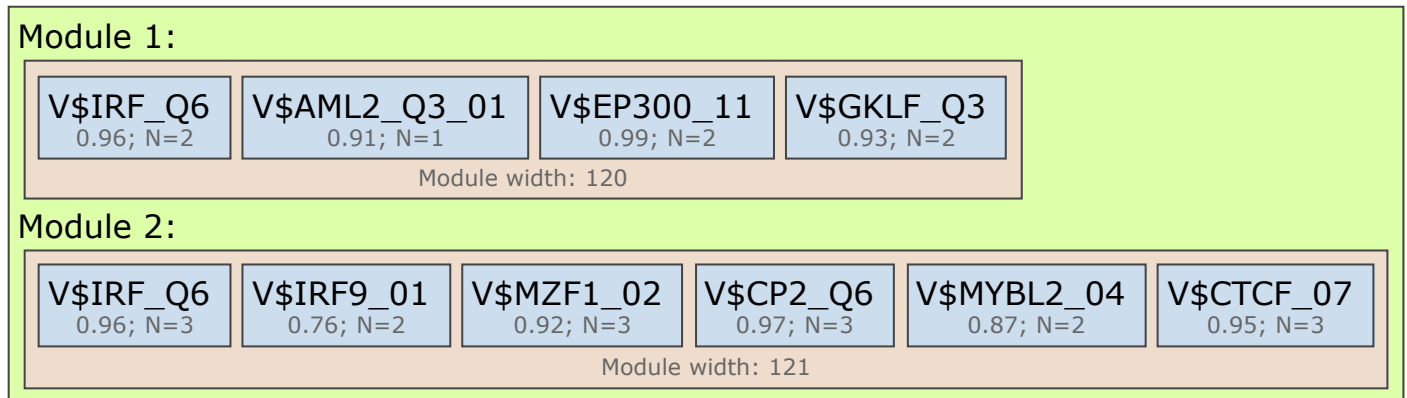 Module 1:
V$IRF_Q6 V$AML2_Q3_01 V$EP300_11 V$GKLF_Q3
0.96; N=2 0.91; N=1 0.99; N=2 0.93; N=2
Module width: 120
Module 2:
V$IRF_Q6 V$IRF9_01 V$MZF1_02 V$CP2_Q6 V$MYBL2_04 V$CTCF_07
0.96; N=3 0.76; N=2 0.92; N=3 0.97; N=3 0.87; N=2 0.95; N=3
Module width: 121